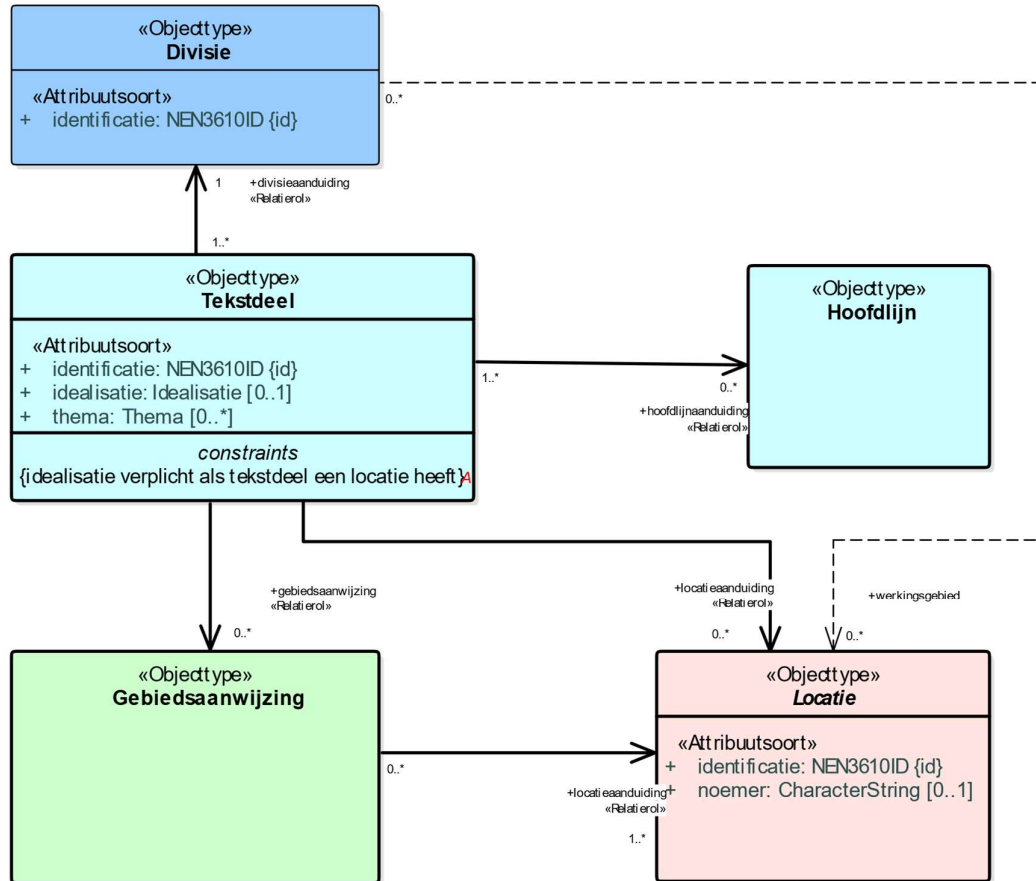 «Objecttype»
Divisie
«Attribuutsoort»
+ identificatie: NEN3610ID {id}
0..*
1
+divisieaanduiding
«Relatierol»
1..*
«Objecttype»
Tekstdeel
«Attribuutsoort»
+ identificatie: NEN3610ID {id}
+ idealisatie: Idealisatie [0..1]
+ thema: Thema [0..*]
constraints
{idealisatie verplicht als tekstdeel een locatie heeft}
A
«Objecttype»
Hoofdlijn
1..*
0..*
+hoofdlijnaanduiding
«Relatierol»
+gebiedsaanwijzing
«Relatierol»
0..*
+locatieaanduiding
«Relatierol»
0..*
+werkingsgebied
0..*
«Objecttype»
Gebiedsaanwijzing
0..*
+locatieaanduiding
«Relatierol»
1..*
«Objecttype»
Locatie
«Attribuutsoort»
+ identificatie: NEN3610ID {id}
+ noemer: CharacterString [0..1]